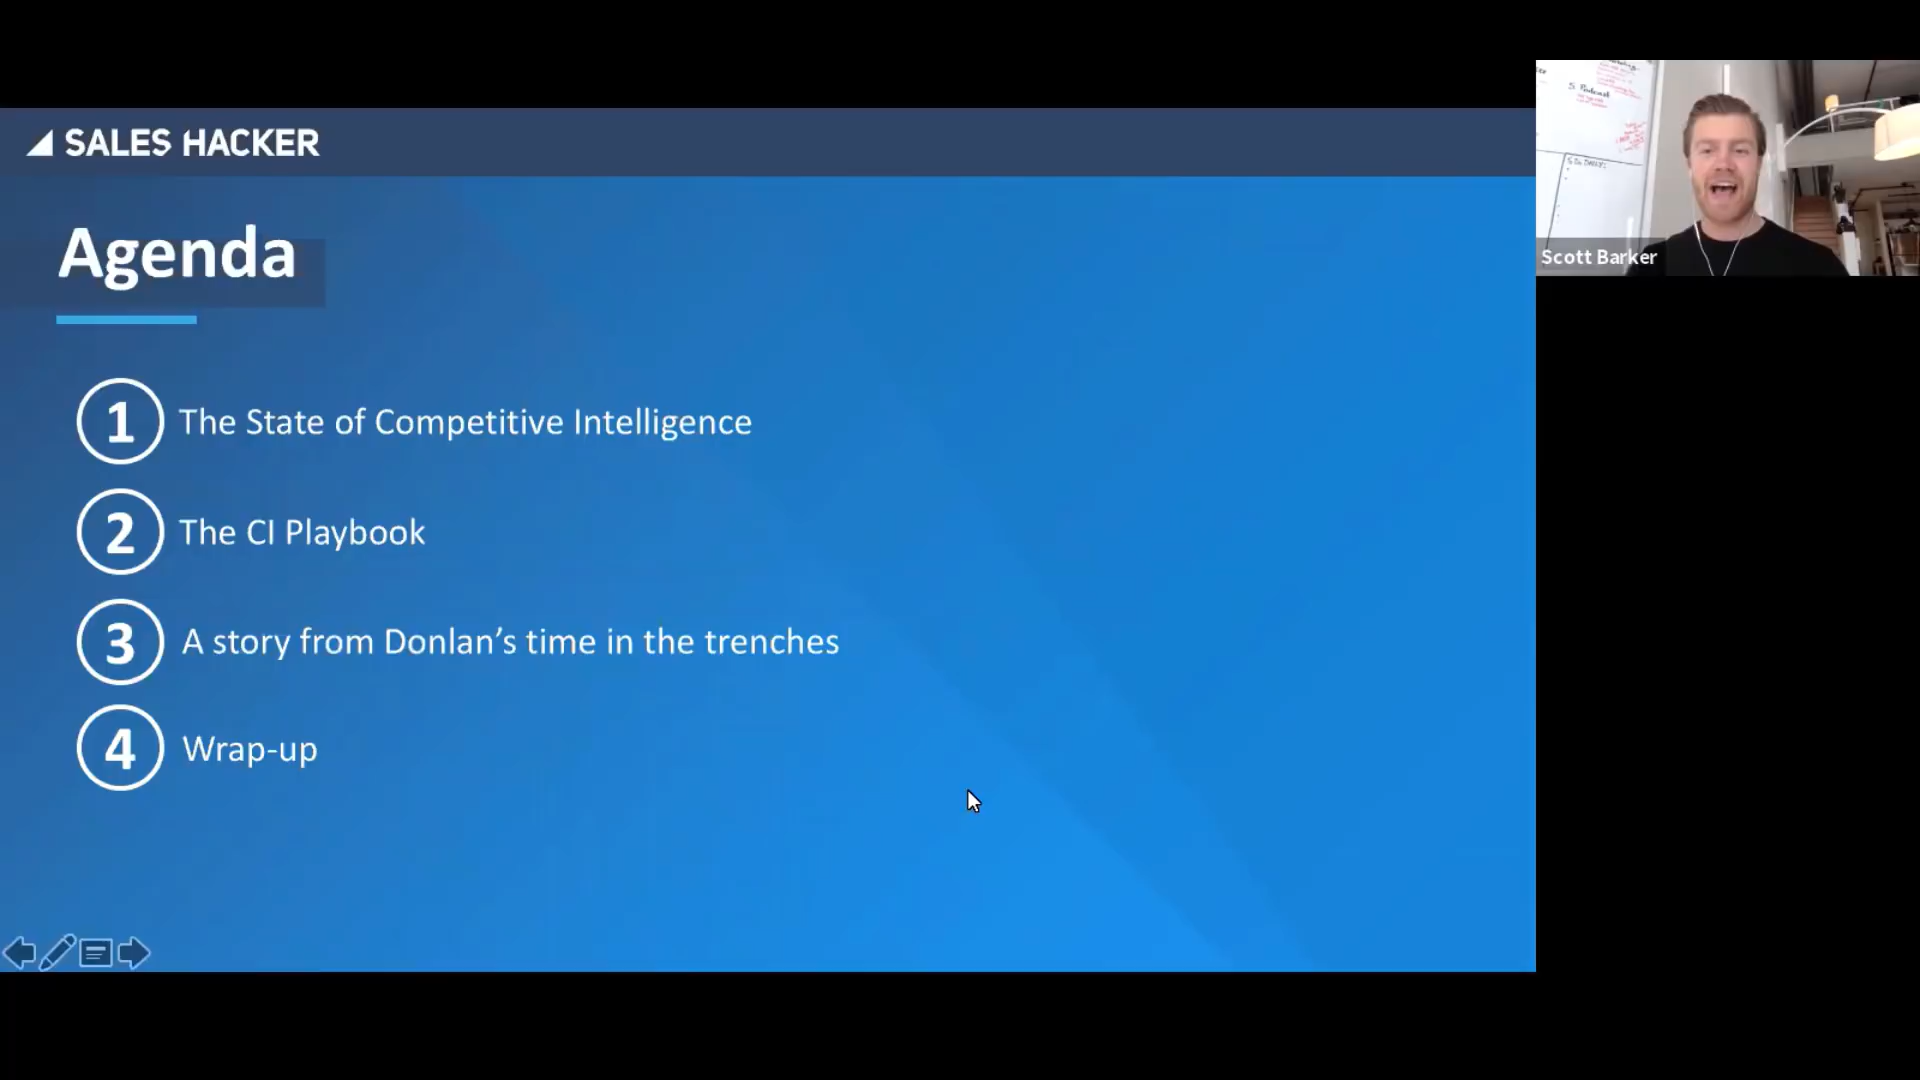 SALES HACKER
Agenda
1 The State of Competitive Intelligence
2 The CI Playbook
3 A story from Donlan’s time in the trenches
4 Wrap-up
Podcast
Scott Barker